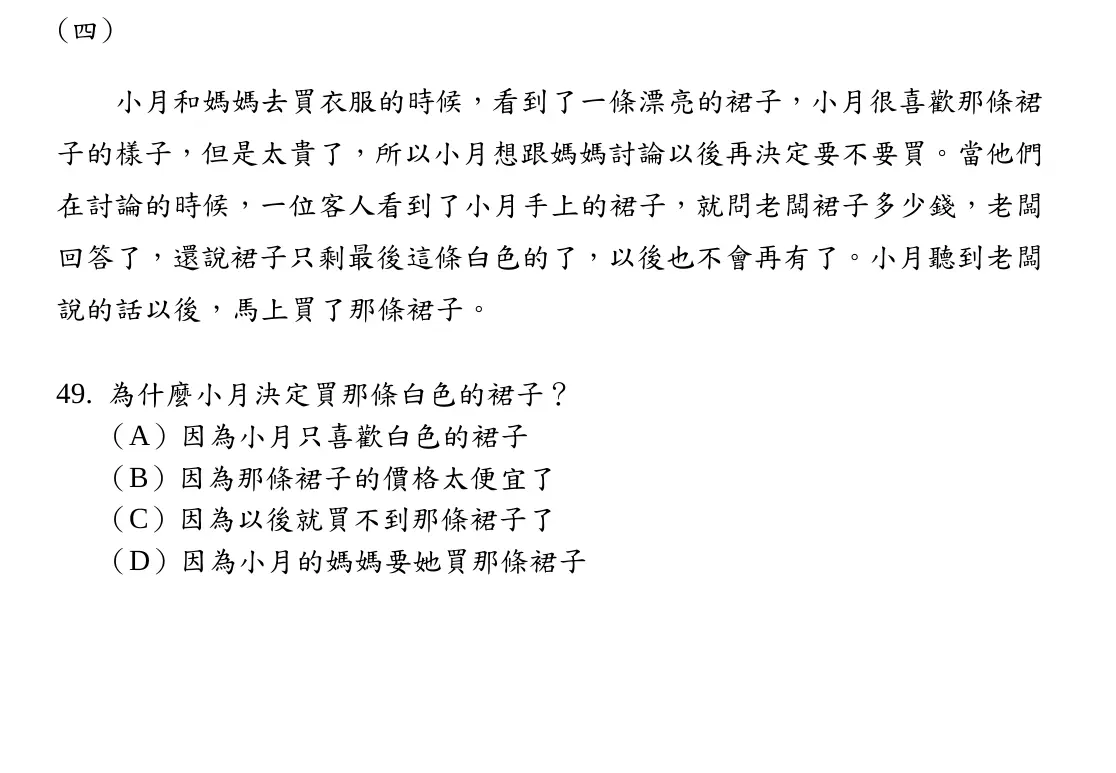 （四）
小月和媽媽去買衣服的時候，看到了一條漂亮的裙子，小月很喜歡那條裙
子的樣子，但是太貴了，所以小月想跟媽媽討論以後再決定要不要買。當他們
在討論的時候，一位客人看到了小月手上的裙子，就問老闆裙子多少錢，老闆
回答了，還說裙子只剩最後這條白色的了，以後也不會再有了。小月聽到老闆
說的話以後，馬上買了那條裙子。
49. 為什麼小月決定買那條白色的裙子？
（A）因為小月只喜歡白色的裙子
（B）因為那條裙子的價格太便宜了
（C）因為以後就買不到那條裙子了
（D）因為小月的媽媽要她買那條裙子